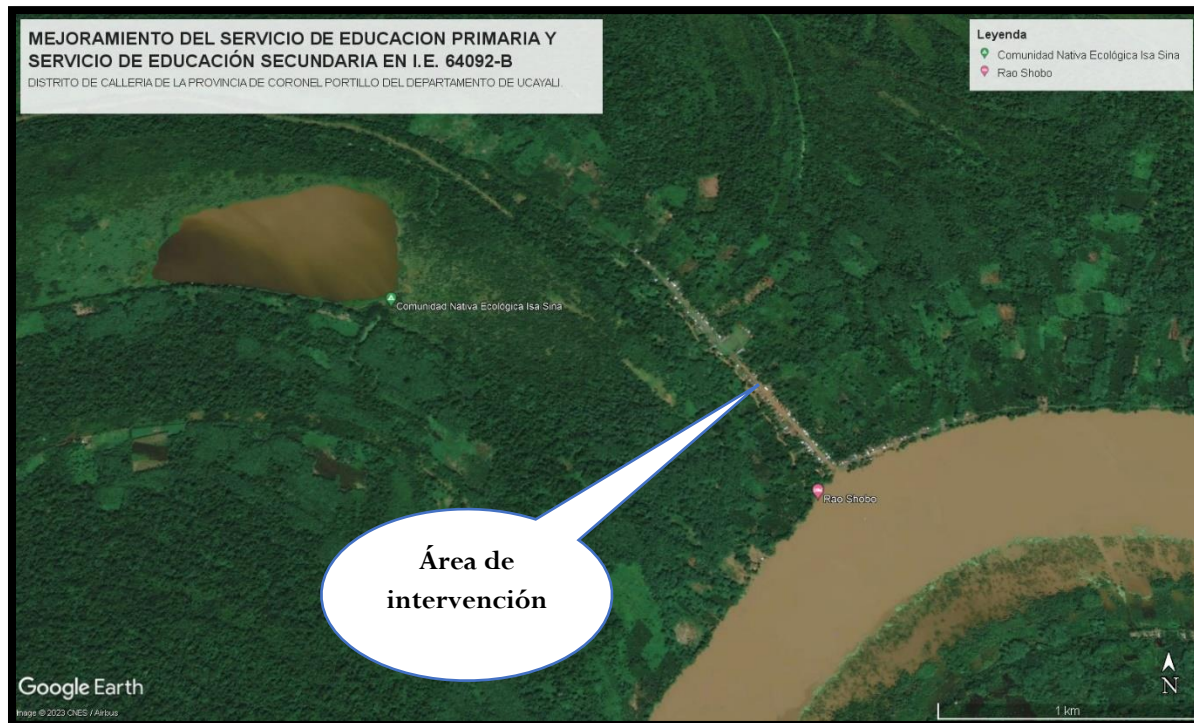 MEJORAMIENTO DEL SERVICIO DE EDUCACION PRIMARIA Y
SERVICIO DE EDUCACIÓN SECUNDARIA EN I.E. 64092-B
DISTRITO DE CALLERIA DE LA PROVINCIA DE CORONEL PORTILLO DEL DEPARTAMENTO DE UCAYALI.
Leyenda
Comunidad Nativa Ecológica Isa Sina
Rao Shobo
Comunidad Nativa Ecológica Isa Sina
Rao Shobo
Área de
intervención
Google Earth
Image © 2023 CNES / Airbus
N
1 km